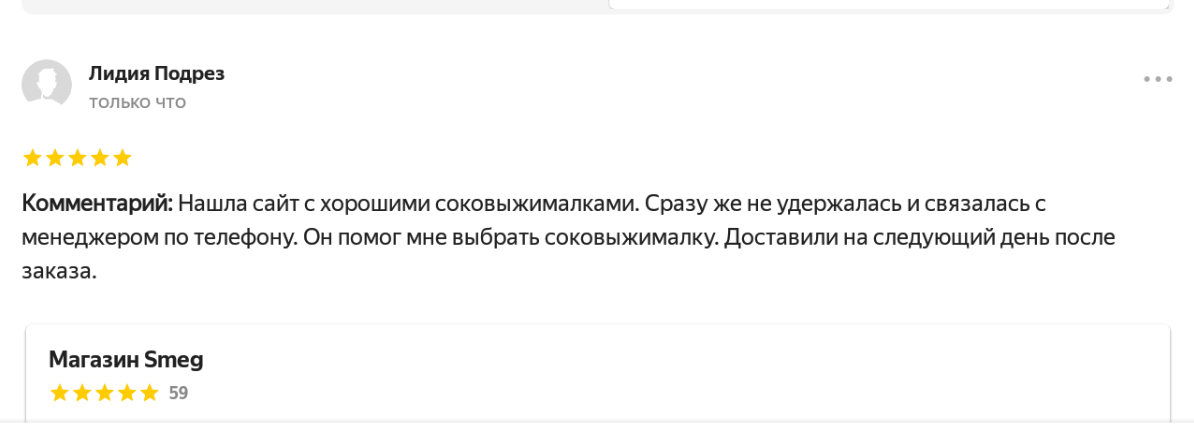 Лидия Подрез
только что
Комментарий: Нашла сайт с хорошими соковыжималками. Сразу же не удержалась и связалась с
менеджером по телефону. Он помог мне выбрать соковыжималку. Доставили на следующий день после
заказа.
Магазин Smeg
59